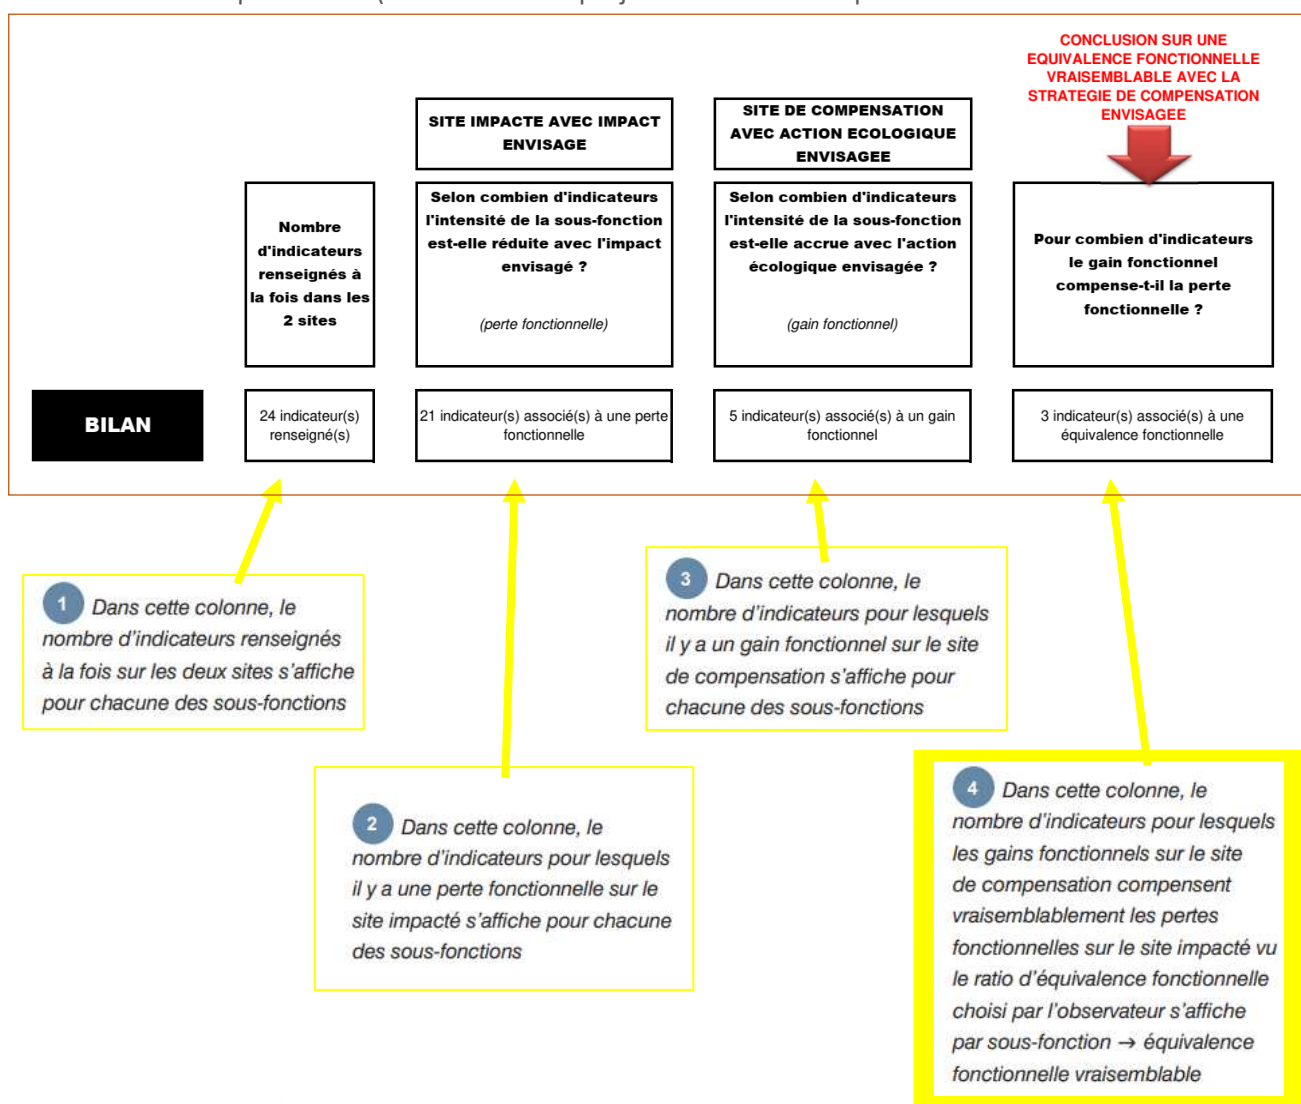 CONCLUSION SUR UNE
EQUIVALENCE FONCTIONNELLE
VRAISEMBLABLE AVEC LA
STRATEGIE DE COMPENSATION
ENVISAGEE
SITE IMPACTE AVEC IMPACT
ENVISAGE
SITE DE COMPENSATION
AVEC ACTION ECOLOGIQUE
ENVISAGEE
Nombre
d'indicateurs
renseignés à
la fois dans les
2 sites
Selon combien d'indicateurs
l'intensité de la sous-fonction
est-elle réduite avec l'impact
envisagé ?
(perte fonctionnelle)
Selon combien d'indicateurs
l'intensité de la sous-fonction
est-elle accrue avec l'action
écologique envisagée ?
(gain fonctionnel)
Pour combien d'indicateurs
le gain fonctionnel
compense-t-il la perte
fonctionnelle ?
BILAN
24 indicateur(s)
renseigné(s)
21 indicateur(s) associé(s) à une perte
fonctionnelle
5 indicateur(s) associé(s) à un gain
fonctionnel
3 indicateur(s) associé(s) à une
équivalence fonctionnelle
1 Dans cette colonne, le
nombre d'indicateurs renseignés
à la fois sur les deux sites s'affiche
pour chacune des sous-fonctions
2 Dans cette colonne, le
nombre d'indicateurs pour lesquels
il y a une perte fonctionnelle sur le
site impacté s'affiche pour chacune
des sous-fonctions
3 Dans cette colonne, le
nombre d'indicateurs pour lesquels
il y a un gain fonctionnel sur le site
de compensation s'affiche pour
chacune des sous-fonctions
4 Dans cette colonne, le
nombre d'indicateurs pour lesquels
les gains fonctionnels sur le site
de compensation compensent
vraisemblablement les pertes
fonctionnelles sur le site impacté vu
le ratio d'équivalence fonctionnelle
choisi par l'observateur s'affiche
par sous-fonction → équivalence
fonctionnelle vraisemblable